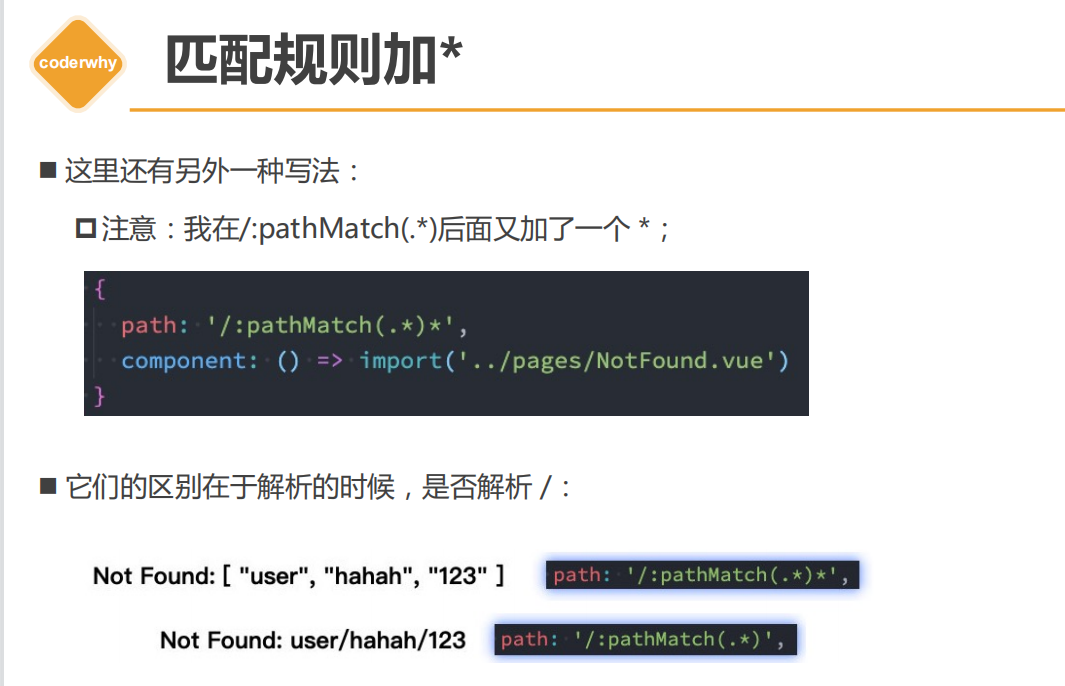 coderwhy
匹配规则加*
这里还有另外一种写法：
注意：我在/:pathMatch(.*)后面又加了一个 *；
{
path: '/:pathMatch(.*)*',
component: () => import('../pages/NotFound.vue')
}
它们的区别在于解析的时候，是否解析 /：
Not Found: [ "user", "hahah", "123" ] path: '/:pathMatch(.*)*',
Not Found: user/hahah/123 path: '/:pathMatch(.*)',